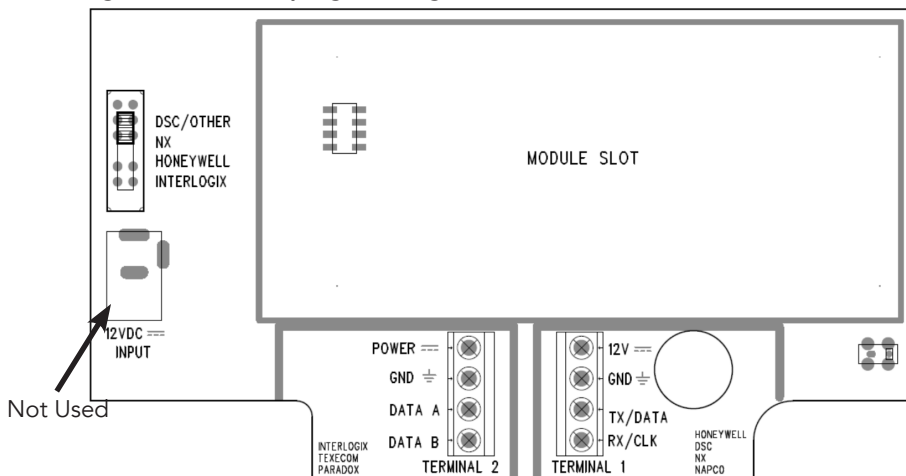 DSC/OTHER
NX
HONEYWELL
INTERLOGIX
MODULE SLOT
12VDC
INPUT
Not Used
POWER
GND
DATA A
DATA B
TERMINAL 2
INTERLOGIX
TEXECOM
PARADOX
12V
GND
TX/DATA
RX/CLK
TERMINAL 1
HONEYWELL
DSC
NX
NAPCO